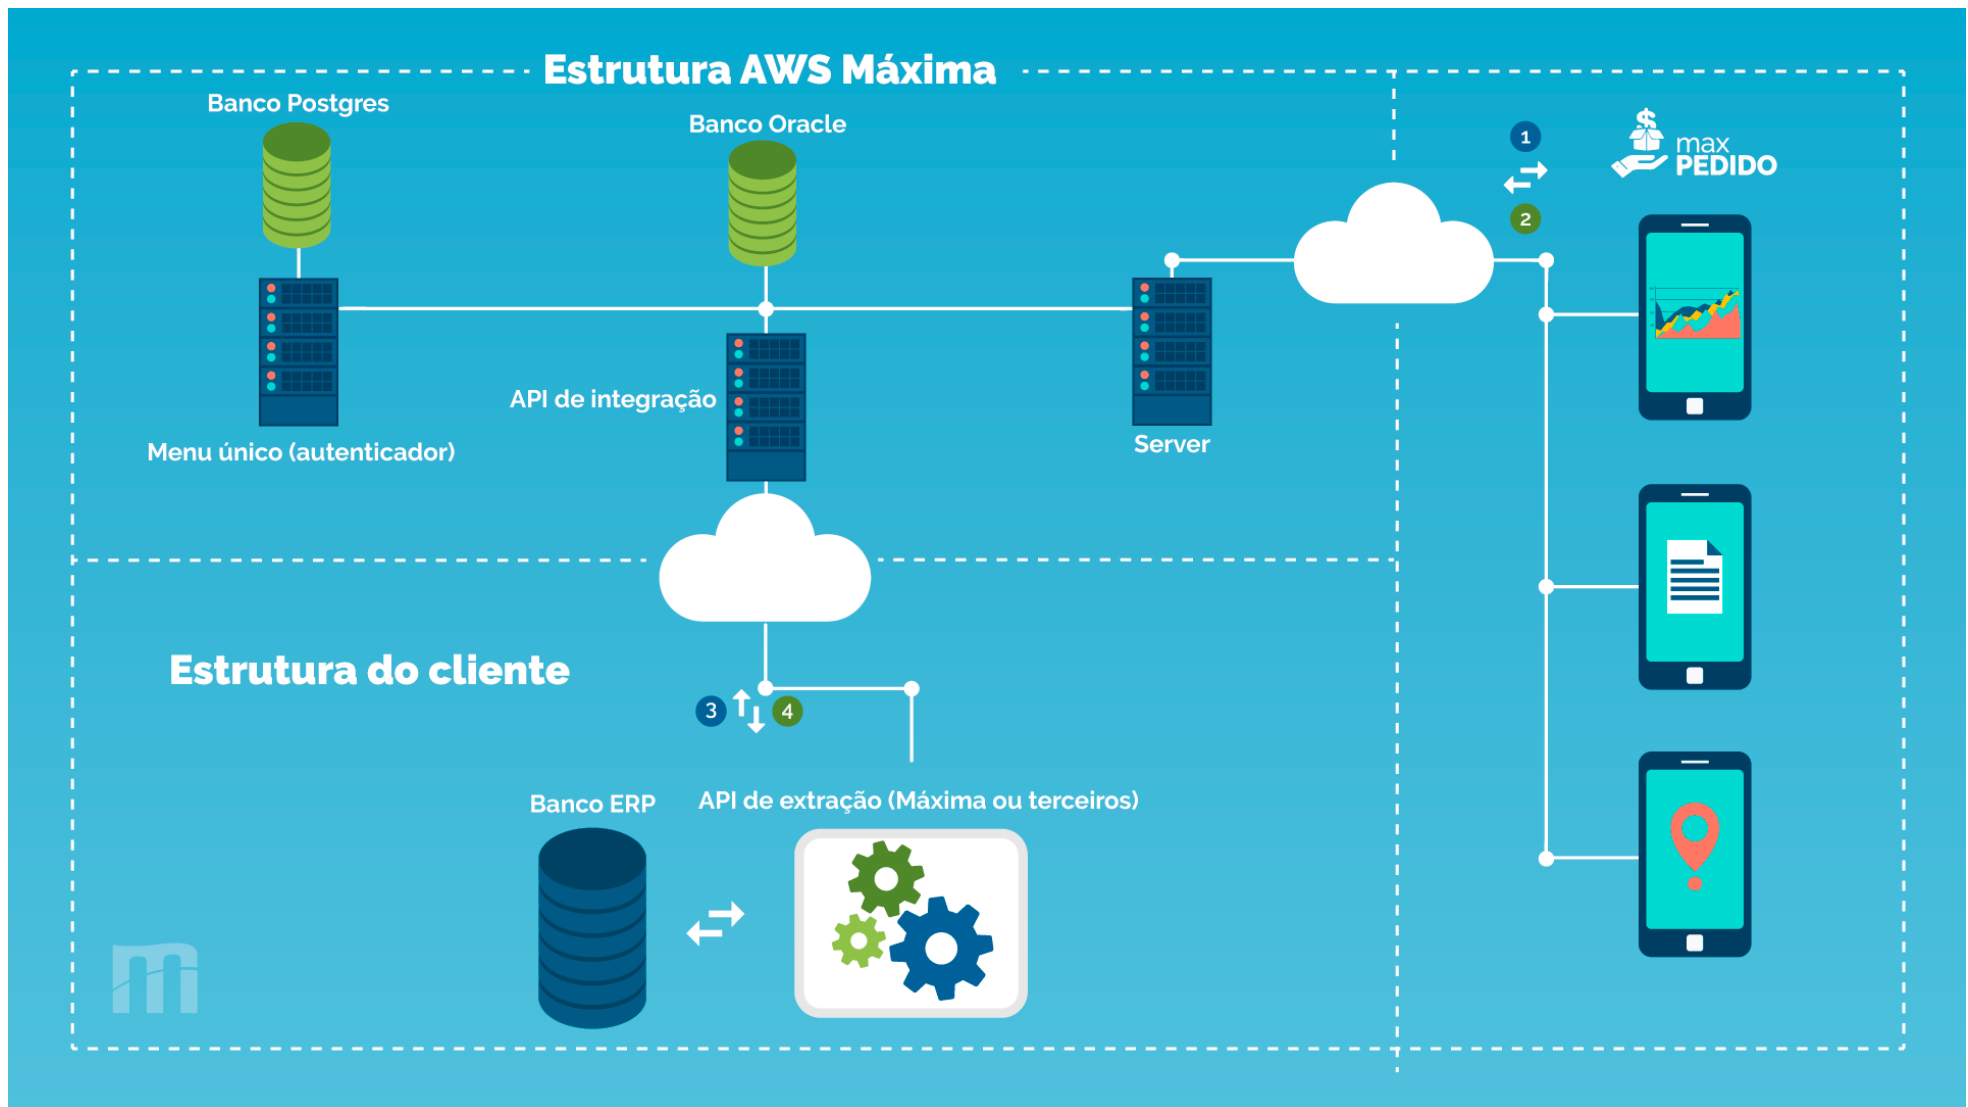 Estrutura AWS Máxima
Banco Postgres
Banco Oracle
1
2
max
PEDIDO
API de integração
Menu único (autenticador)
Server
Estrutura do cliente
3
4
Banco ERP
API de extração (Máxima ou terceiros)